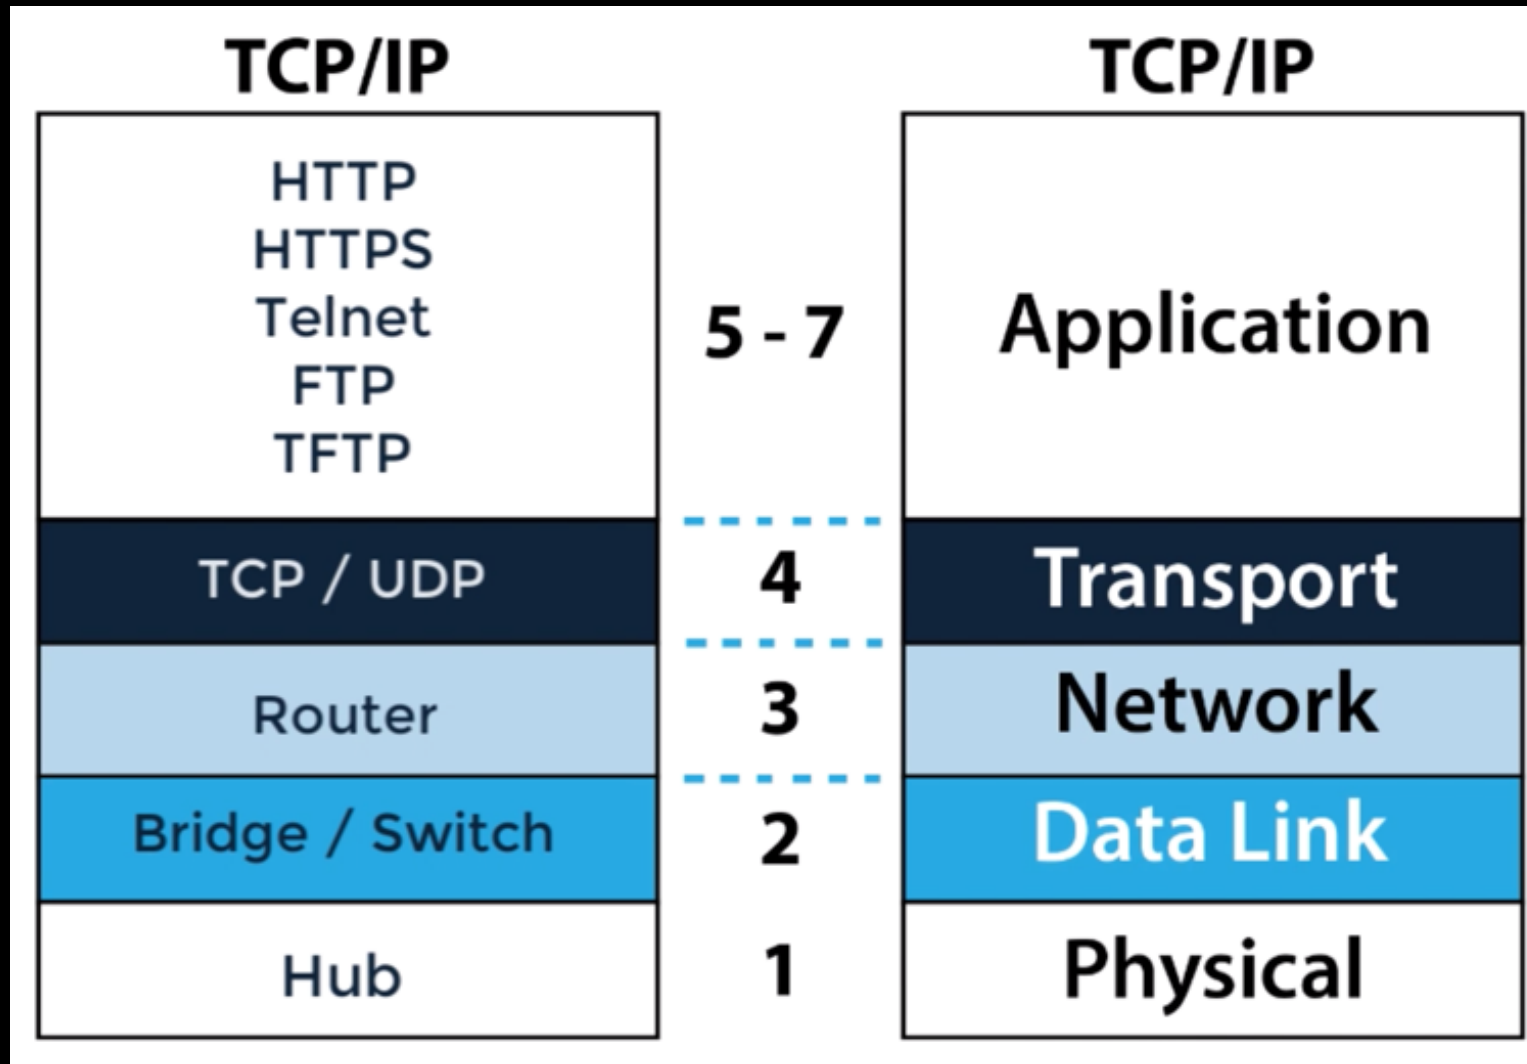 TCP/IP
HTTP
HTTPS
Telnet
FTP
TFTP
TCP / UDP
Router
Bridge / Switch
Hub
5 - 7
4
3
2
1
TCP/IP
Application
Transport
Network
Data Link
Physical